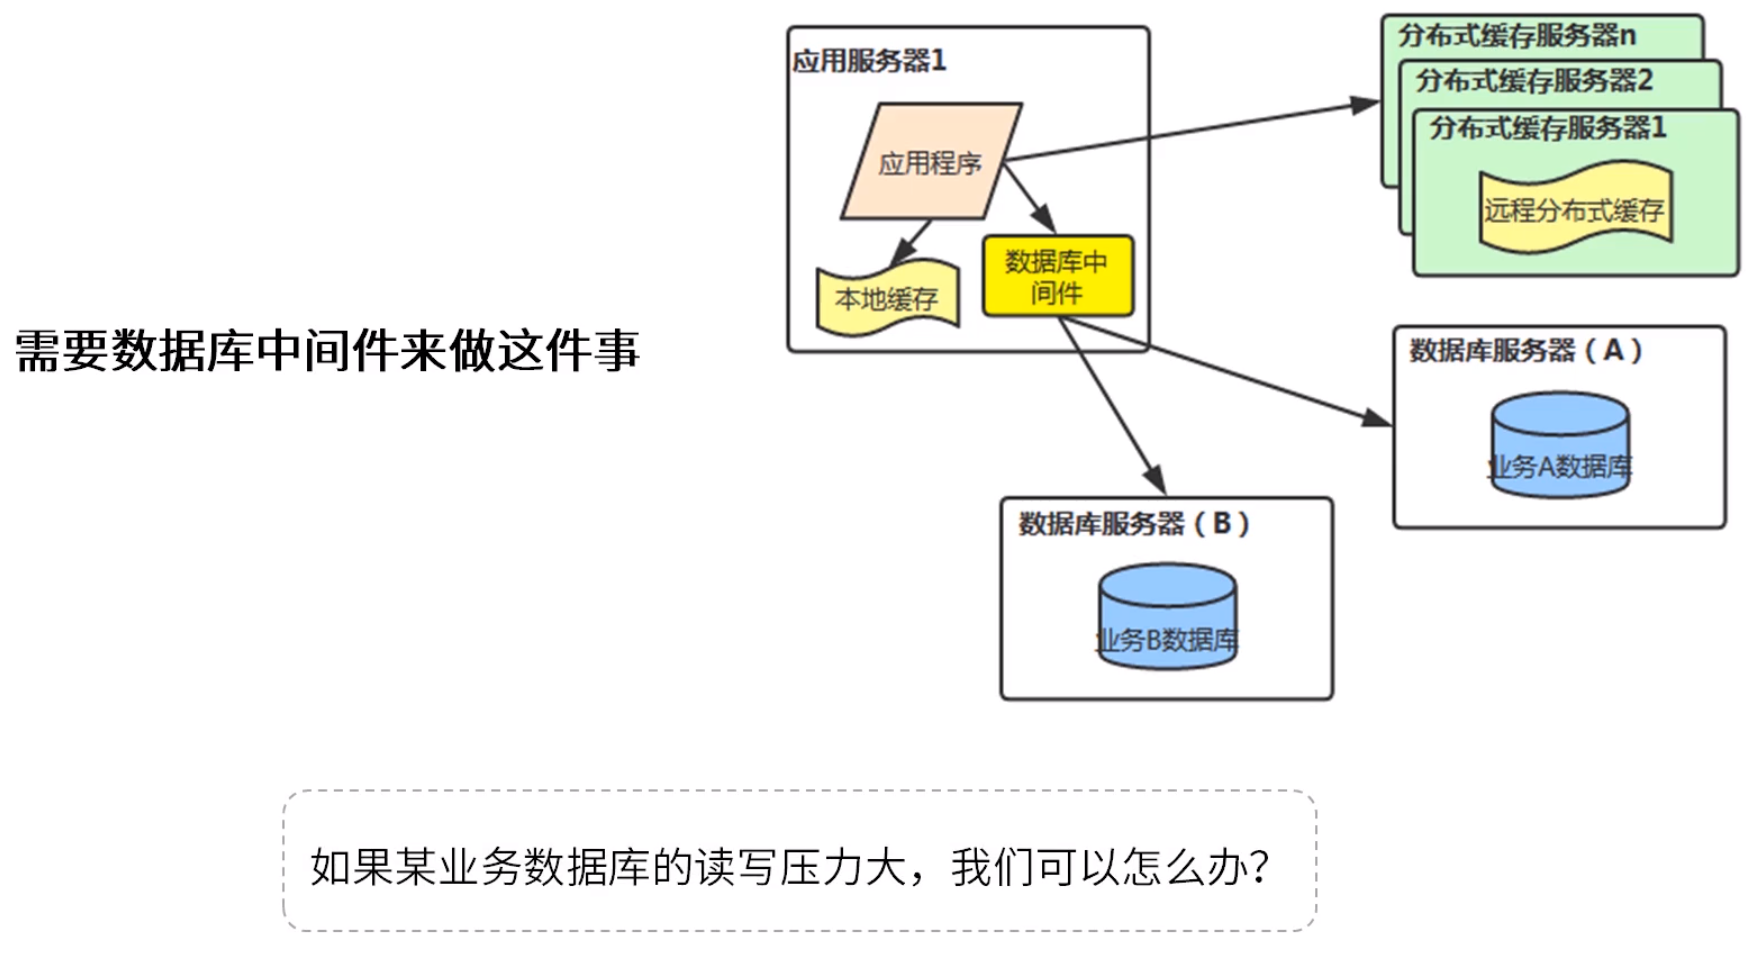 应用服务器1
应用程序
本地缓存
数据库中
间件
分布式缓存服务器n
分布式缓存服务器2
分布式缓存服务器1
远程分布式缓存
需要数据库中间件来做这件事
数据库服务器（A）
业务A数据库
数据库服务器（B）
业务B数据库
如果某业务数据库的读写压力大，我们可以怎么办？